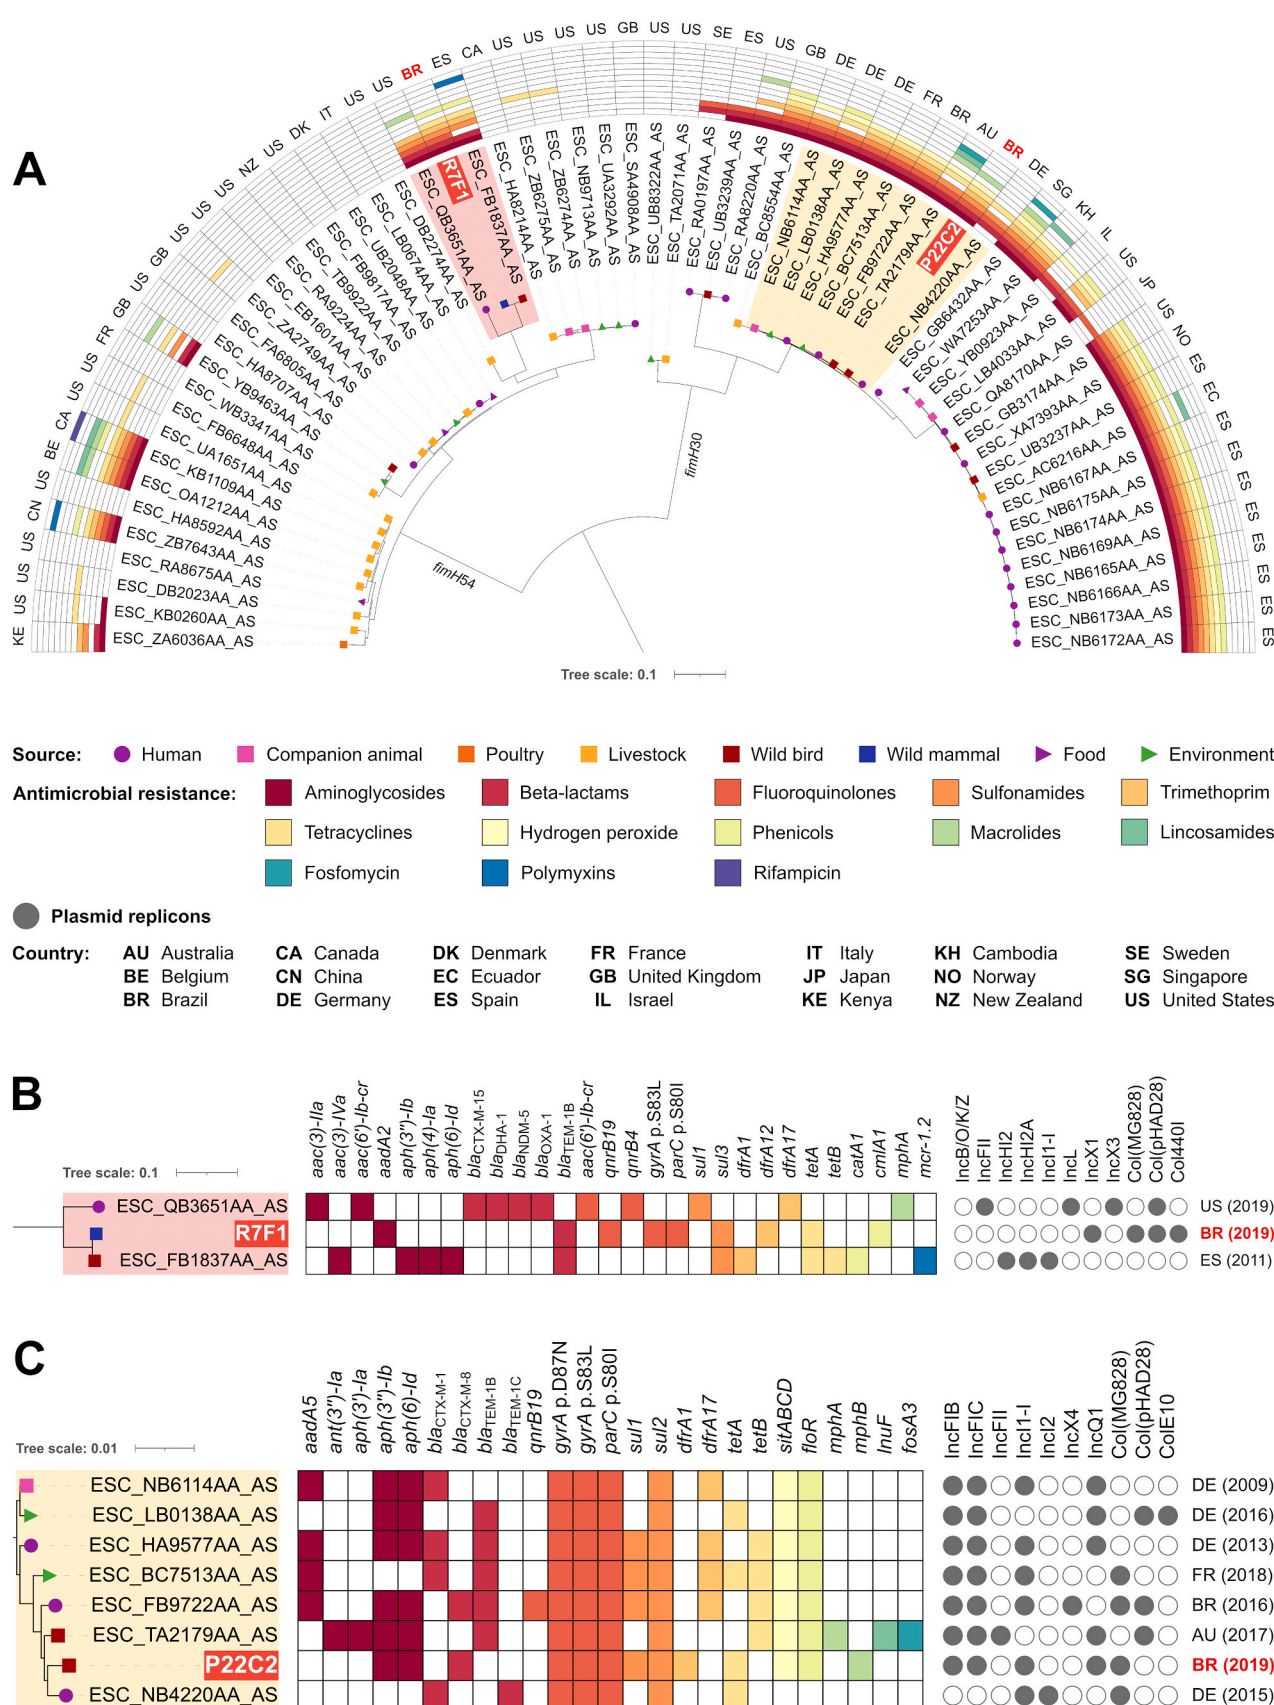 A
KE US US CN US BE CA US US FR GB US GB US US US NZ US DK IT US US BR ES CA US US US US GB US US SE ES US GB DE DE DE FR BR AU BR DE SG KH IL US JP US NO ES EC ES ES ES ES ES ES ES
ESC_ZA6036AA_AS
ESC_KB0260AA_AS
ESC_DB2023AA_AS
ESC_RA8675AA_AS
ESC_ZB7643AA_AS
ESC_HA8592AA_AS
ESC_OA1212AA_AS
ESC_KB1109AA_AS
ESC_UA1651AA_AS
ESC_FB6648AA_AS
ESC_WB3341AA_AS
ESC_YB9463AA_AS
ESC_HA8707AA_AS
ESC_FA6805AA_AS
ESC_ZA2749AA_AS
ESC_EB1601AA_AS
ESC_RA9224AA_AS
ESC_TB9922AA_AS
ESC_FB9817AA_AS
ESC_UB2048AA_AS
ESC_LB0674AA_AS
ESC_DB2274AA_AS
ESC_QB3651AA_AS
R7F1
ESC_FB1837AA_AS
ESC_HA8214AA_AS
ESC_ZB6275AA_AS
ESC_ZB6274AA_AS
ESC_NB9713AA_AS
ESC_UA3292AA_AS
ESC_SA4908AA_AS
ESC_UB8322AA_AS
ESC_TA2071AA_AS
ESC_RA0197AA_AS
ESC_UB3239AA_AS
ESC_RA8220AA_AS
ESC_BC8554AA_AS
ESC_NB6114AA_AS
ESC_LB0138AA_AS
ESC_HA9577AA_AS
ESC_BC7513AA_AS
ESC_FB9722AA_AS
ESC_TA2179AA_AS
P22C2
ESC_NB4220AA_AS
ESC_GB6432AA_AS
ESC_WA7253AA_AS
ESC_YB0923AA_AS
ESC_LB4033AA_AS
ESC_QA8170AA_AS
ESC_GB3174AA_AS
ESC_XA7393AA_AS
ESC_UB3237AA_AS
ESC_AC6216AA_AS
ESC_NB6167AA_AS
ESC_NB6175AA_AS
ESC_NB6174AA_AS
ESC_NB6169AA_AS
ESC_NB6165AA_AS
ESC_NB6166AA_AS
ESC_NB6173AA_AS
ESC_NB6172AA_AS
fimH54
fimH30
Tree scale: 0.1
Source: Human Companion animal Poultry Livestock Wild bird Wild mammal Food Environment
Antimicrobial resistance: Aminoglycosides Beta-lactams Fluoroquinolones Sulfonamides Trimethoprim
Tetracyclines Hydrogen peroxide Phenicols Macrolides Lincosamides
Fosfomycin Polymyxins Rifampicin
Plasmid replicons
Country: AU Australia CA Canada DK Denmark FR France IT Italy KH Cambodia SE Sweden
BE Belgium CN China EC Ecuador GB United Kingdom JP Japan NO Norway SG Singapore
BR Brazil DE Germany ES Spain IL Israel KE Kenya NZ New Zealand US United States
B
aac(3)-IIa aac(3)-IVa aac(6')-Ib-cr aadA2 aph(3'')-Ib aph(4)-Ia aph(6)-Id blaCTX-M-15 blaDHA-1 blaNDM-5 blaOXA-1 blaTEM-1B aac(6')-Ib-cr qnrB19 qnrB4 gyrA p.S83L parC p.S80I sul1 sul3 dfrA1 dfrA12 dfrA17 tetA tetB catA1 cmlA1 mphA mcr-1.2 IncB/O/K/Z IncFII IncHI2 IncHI2A IncI1-I IncL IncX1 IncX3 Col(MG828) Col(pHAD28) Col440I
Tree scale: 0.1
ESC_QB3651AA_AS US (2019)
R7F1 BR (2019)
ESC_FB1837AA_AS ES (2011)
C
aadA5 ant(3'')-Ia aph(3')-Ia aph(3'')-Ib aph(6)-Id blaCTX-M-1 blaCTX-M-8 blaTEM-1B blaTEM-1C qnrB19 gyrA p.D87N gyrA p.S83L parC p.S80I sul1 sul2 dfrA1 dfrA17 tetA tetB sitABCD floR mphA mphB lnuF fosA3 IncFIB IncFIC IncFII IncI1-I IncI2 IncX4 IncQ1 Col(MG828) Col(pHAD28) ColE10
Tree scale: 0.01
ESC_NB6114AA_AS DE (2009)
ESC_LB0138AA_AS DE (2016)
ESC_HA9577AA_AS DE (2013)
ESC_BC7513AA_AS FR (2018)
ESC_FB9722AA_AS BR (2016)
ESC_TA2179AA_AS AU (2017)
P22C2 BR (2019)
ESC_NB4220AA_AS DE (2015)